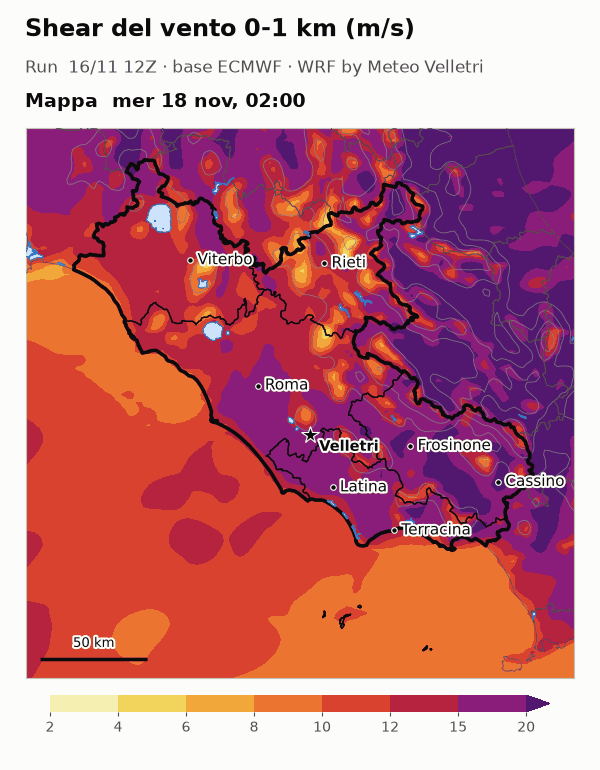 Shear del vento 0-1 km (m/s)
Run  16/11 12Z · base ECMWF · WRF by Meteo Velletri
Mappa  mer 18 nov, 02:00
Viterbo
Rieti
Roma
Velletri
Frosinone
Latina
Cassino
Terracina
50 km
2 4 6 8 10 12 15 20